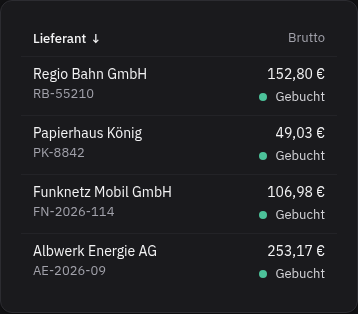 Lieferant ↓ Brutto
Regio Bahn GmbH 152,80 €
RB-55210 Gebucht
Papierhaus König 49,03 €
PK-8842 Gebucht
Funknetz Mobil GmbH 106,98 €
FN-2026-114 Gebucht
Albwerk Energie AG 253,17 €
AE-2026-09 Gebucht